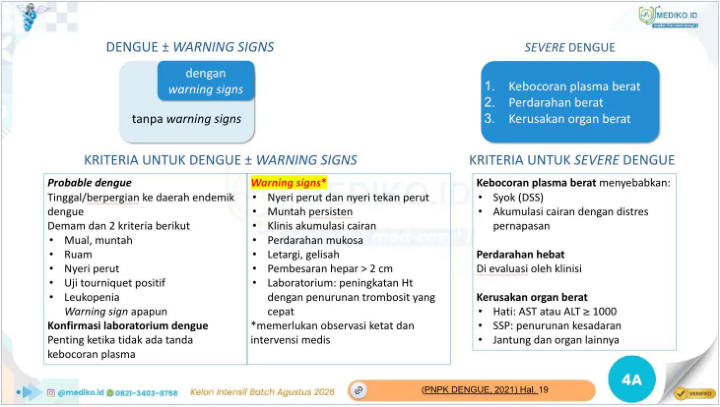 MEDIKO.ID
DENGUE ± WARNING SIGNS
SEVERE DENGUE
dengan
warning signs
tanpa warning signs
1. Kebocoran plasma berat
2. Perdarahan berat
3. Kerusakan organ berat
KRITERIA UNTUK DENGUE ± WARNING SIGNS
KRITERIA UNTUK SEVERE DENGUE
Probable dengue
Tinggal/berpergian ke daerah endemik
dengue
Demam dan 2 kriteria berikut
• Mual, muntah
• Ruam
• Nyeri perut
• Uji tourniquet positif
• Leukopenia
Warning sign apapun
Konfirmasi laboratorium dengue
Penting ketika tidak ada tanda
kebocoran plasma
Warning signs*
• Nyeri perut dan nyeri tekan perut
• Muntah persisten
• Klinis akumulasi cairan
• Perdarahan mukosa
• Letargi, gelisah
• Pembesaran hepar > 2 cm
• Laboratorium: peningkatan Ht
dengan penurunan trombosit yang
cepat
*memerlukan observasi ketat dan
intervensi medis
Kebocoran plasma berat menyebabkan:
• Syok (DSS)
• Akumulasi cairan dengan distres
pernapasan
Perdarahan hebat
Di evaluasi oleh klinisi
Kerusakan organ berat
• Hati: AST atau ALT ≥ 1000
• SSP: penurunan kesadaran
• Jantung dan organ lainnya
MEDIKO.ID
@mediko.id 0821-3403-8758
Kelon Intensif Batch Agustus 2026
(PNPK DENGUE, 2021) Hal. 19
4A
VERIFIED